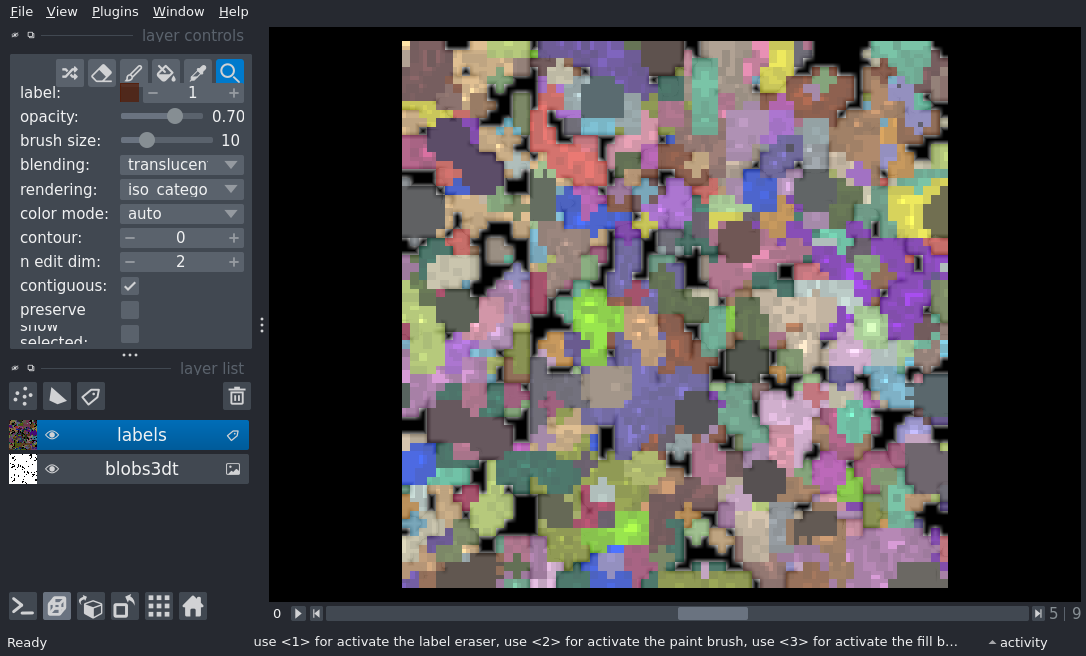 File View Plugins Window Help
layer controls
label: − 1 +
opacity: 0.70
brush size: 10
blending: translucen
rendering: iso_catego
color mode: auto
contour: − 0 +
n edit dim: − 2 +
contiguous:
preserve
show
selected:
layer list
labels
blobs3dt
0 5 | 9
Ready use <1> for activate the label eraser, use <2> for activate the paint brush, use <3> for activate the fill b... activity